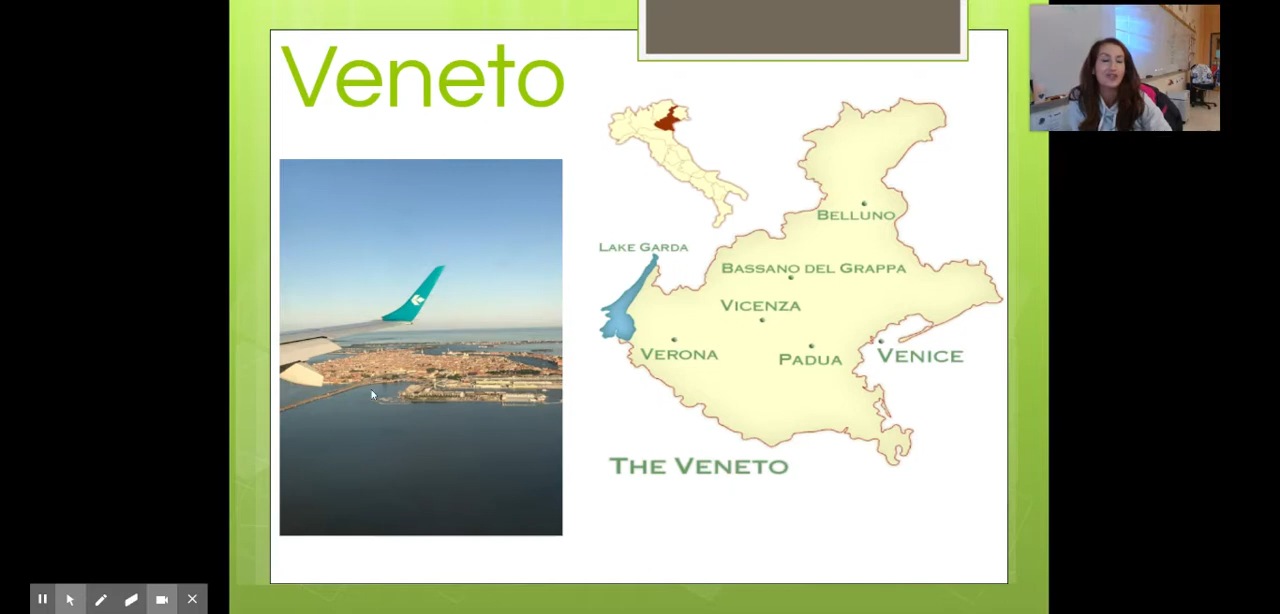 Veneto
BELLUNO
LAKE GARDA
BASSANO DEL GRAPPA
VICENZA
VERONA
PADUA
VENICE
THE VENETO